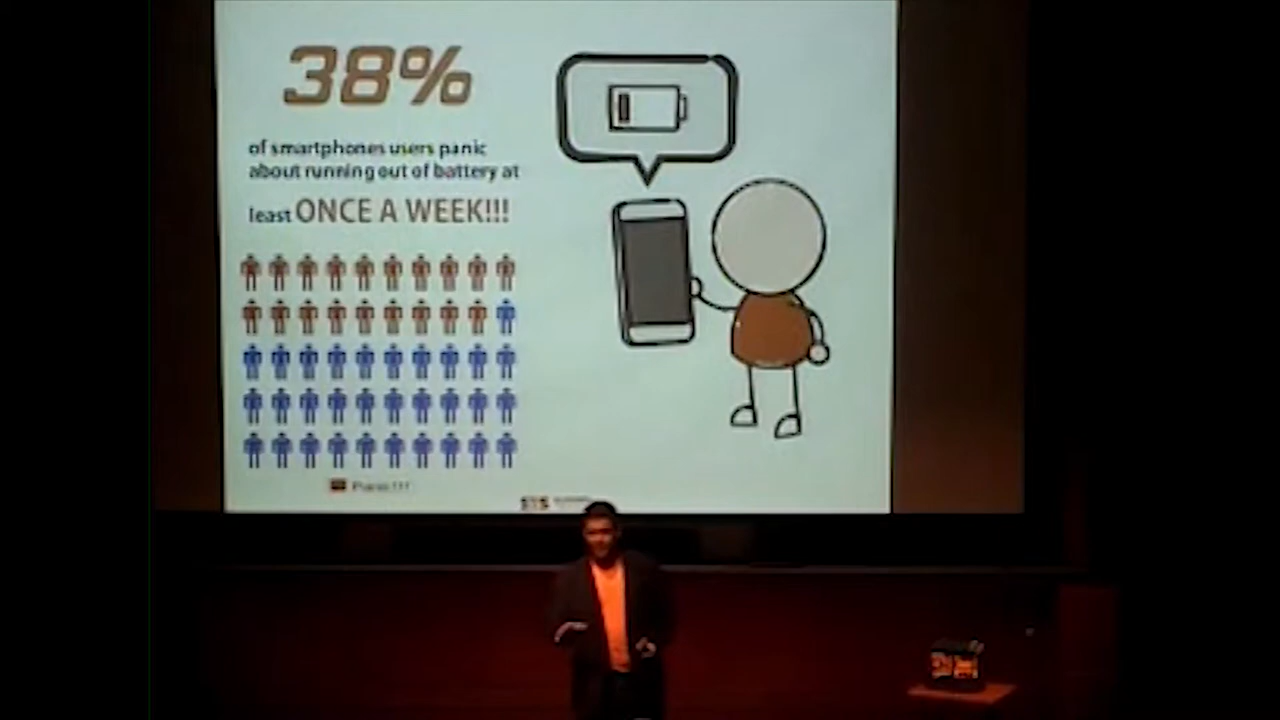 38%
of smartphones users panic
about running out of battery at
least ONCE A WEEK!!!
Panic!!!